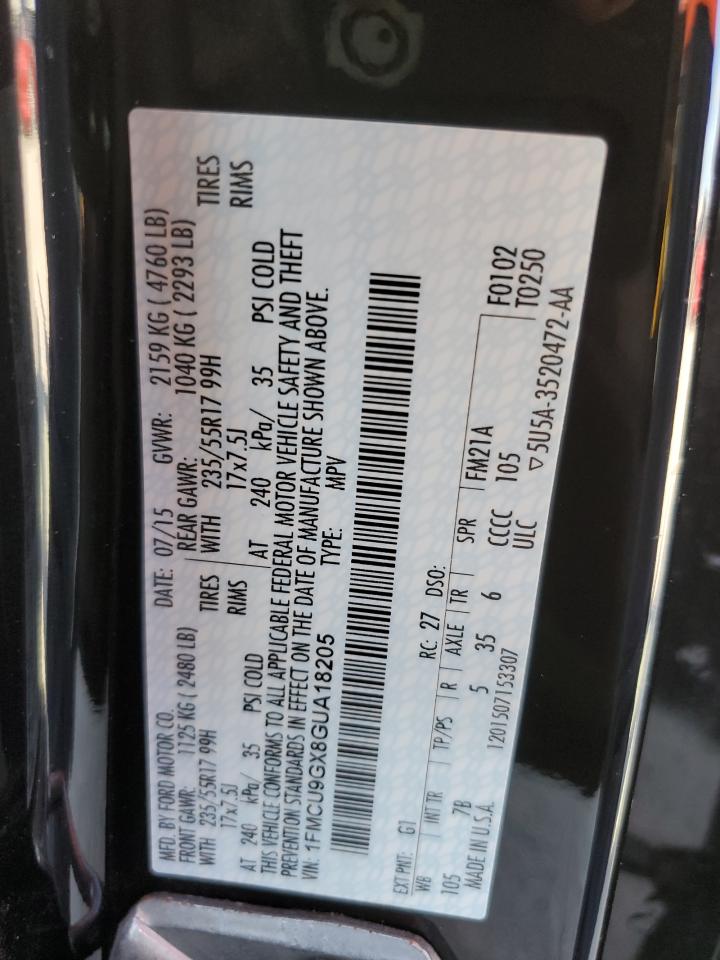 MFD. BY FORD MOTOR CO. DATE: 07/15 GVWR: 2159 KG ( 4760 LB)
FRONT GAWR: 1125 KG ( 2480 LB) REAR GAWR: 1040 KG ( 2293 LB)
WITH 235/55R17 99H TIRES WITH 235/55R17 99H TIRES
17x7.5J RIMS 17x7.5J RIMS
AT 240 kPa/ 35 PSI COLD AT 240 kPa/ 35 PSI COLD
THIS VEHICLE CONFORMS TO ALL APPLICABLE FEDERAL MOTOR VEHICLE SAFETY AND THEFT
PREVENTION STANDARDS IN EFFECT ON THE DATE OF MANUFACTURE SHOWN ABOVE.
VIN: 1FMCU9GX8GUA18205 TYPE: MPV
EXT PNT: G1 RC: 27 DSO: F0102
WB INT TR TP/PS R AXLE TR SPR FM21A T0250
105 7B 5 35 6 CCCC 105
MADE IN U.S.A. 1201507153307 ULC ▽5U5A-3520472-AA